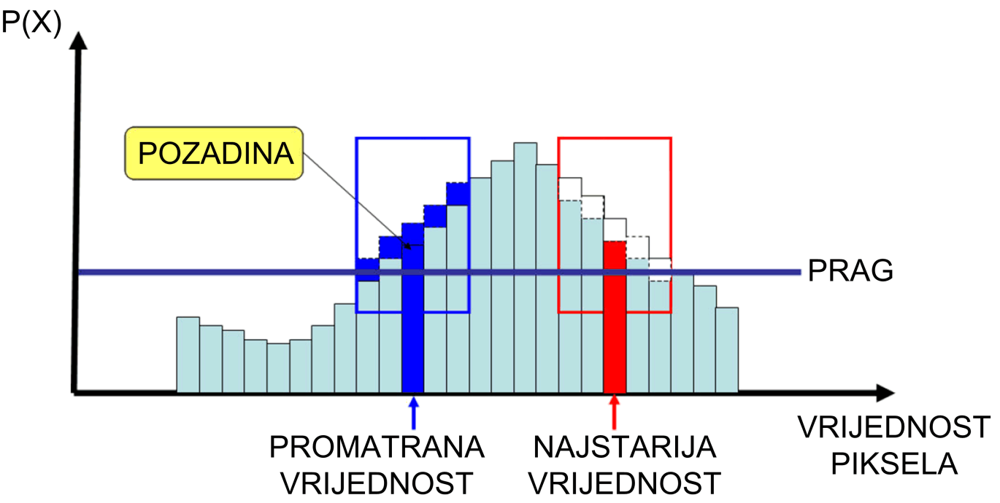 P(X)
POZADINA
PRAG
PROMATRANA
VRIJEDNOST
NAJSTARIJA
VRIJEDNOST
VRIJEDNOST
PIKSELA